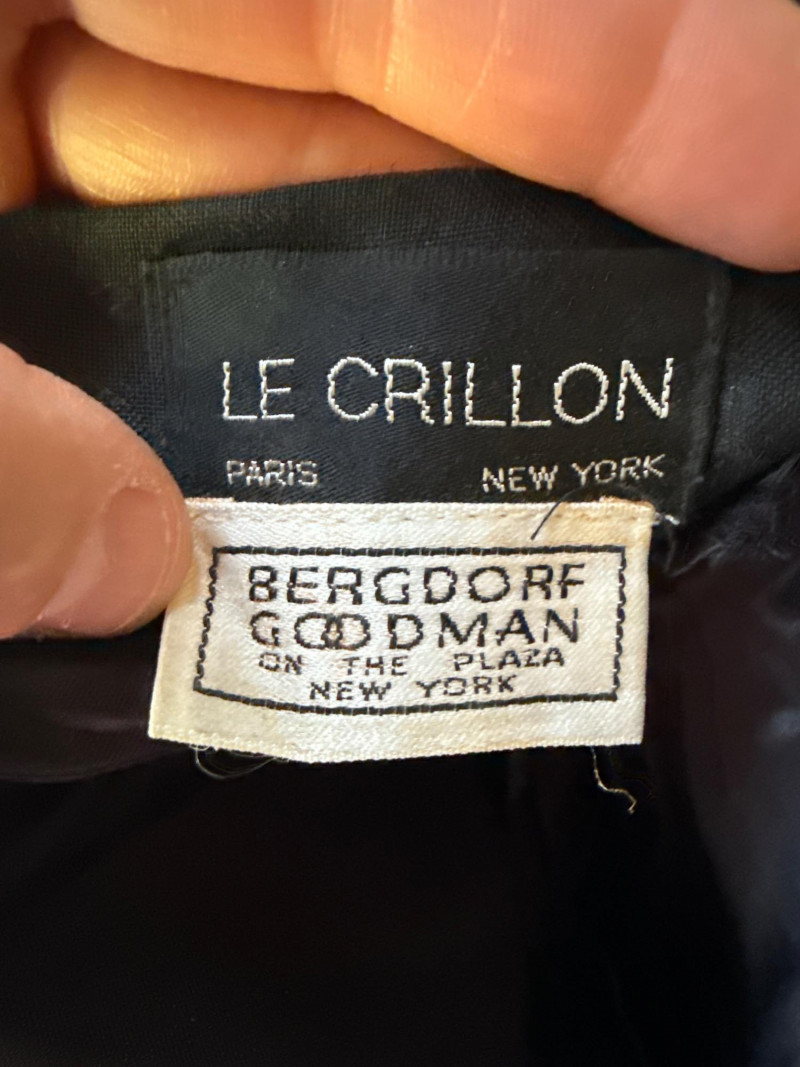 LE CRILLON
PARIS NEW YORK
BERGDORF
GOODMAN
ON THE PLAZA
NEW YORK